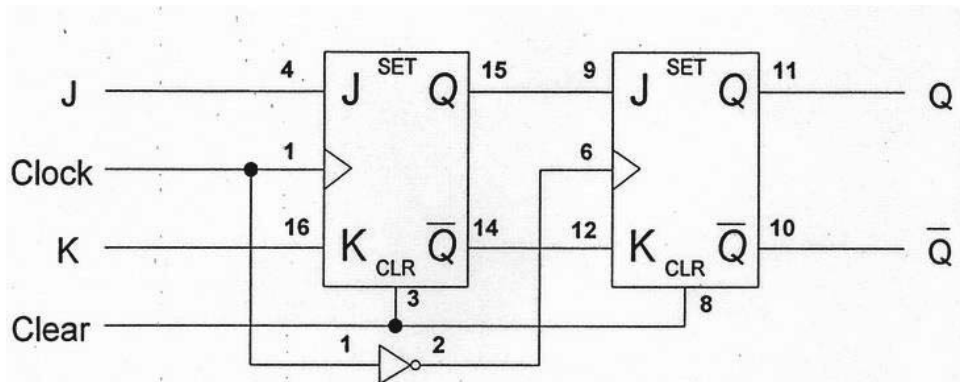 4 SET 15 9 SET 11
J J Q J Q Q
1 6
Clock
16 14 12 10
K K Q̅ K Q̅ Q̅
CLR CLR
3 8
Clear
1 2